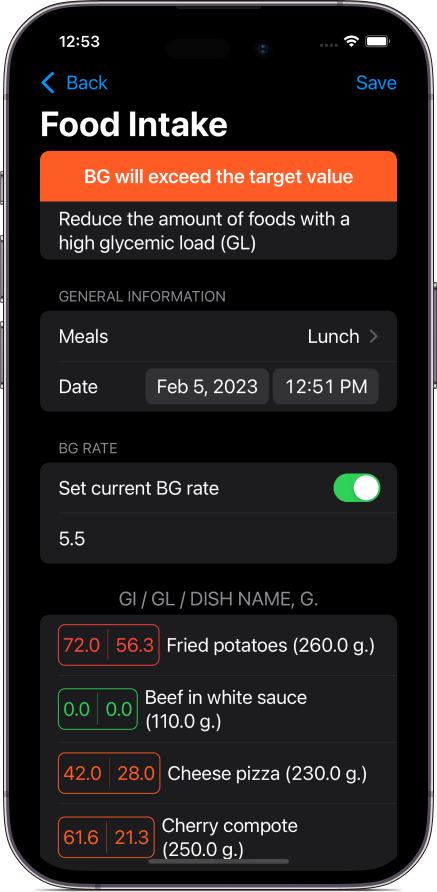 12:53
Back Save
Food Intake
BG will exceed the target value
Reduce the amount of foods with a
high glycemic load (GL)
GENERAL INFORMATION
Meals Lunch
Date Feb 5, 2023 12:51 PM
BG RATE
Set current BG rate
5.5
GI / GL / DISH NAME, G.
72.0 56.3 Fried potatoes (260.0 g.)
0.0 0.0 Beef in white sauce
(110.0 g.)
42.0 28.0 Cheese pizza (230.0 g.)
61.6 21.3 Cherry compote
(250.0 g.)